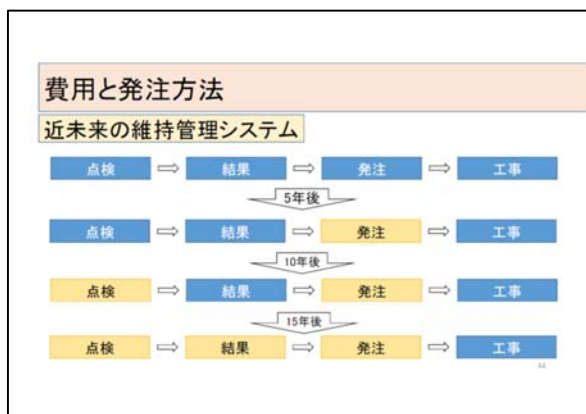 費用と発注方法
近未来の維持管理システム
点検 ⇨ 結果 ⇨ 発注 ⇨ 工事
5年後
点検 ⇨ 結果 ⇨ 発注 ⇨ 工事
10年後
点検 ⇨ 結果 ⇨ 発注 ⇨ 工事
15年後
点検 ⇨ 結果 ⇨ 発注 ⇨ 工事